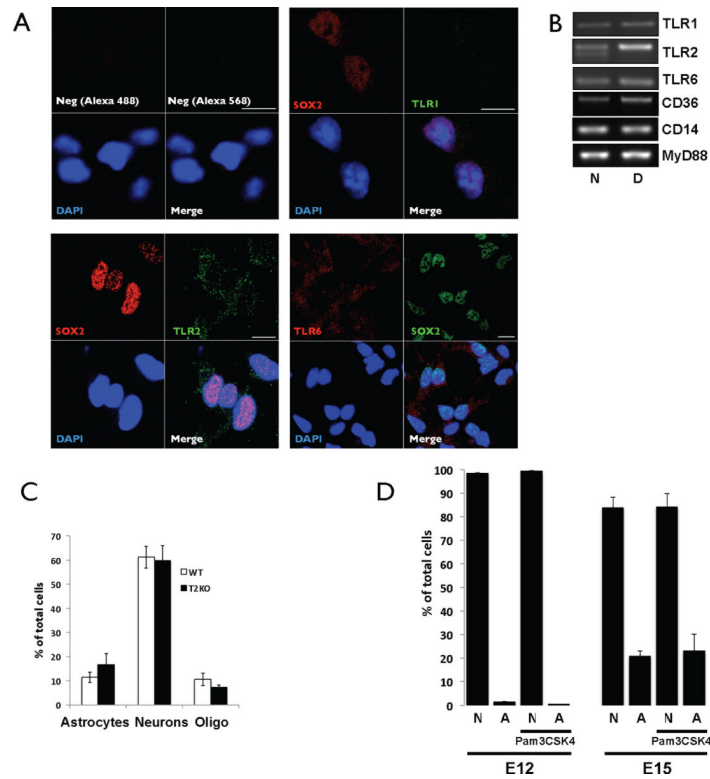 A
Neg (Alexa 488)
Neg (Alexa 568)
DAPI
Merge
SOX2
TLR1
DAPI
Merge
SOX2
TLR2
DAPI
Merge
TLR6
SOX2
DAPI
Merge
B
TLR1
TLR2
TLR6
CD36
CD14
MyD88
N D
C
% of total cells
70
60
50
40
30
20
10
0
WT
T2KO
Astrocytes Neurons Oligo
D
% of total cells
100
90
80
70
60
50
40
30
20
10
0
N A N A N A N A
Pam3CSK4 Pam3CSK4
E12 E15